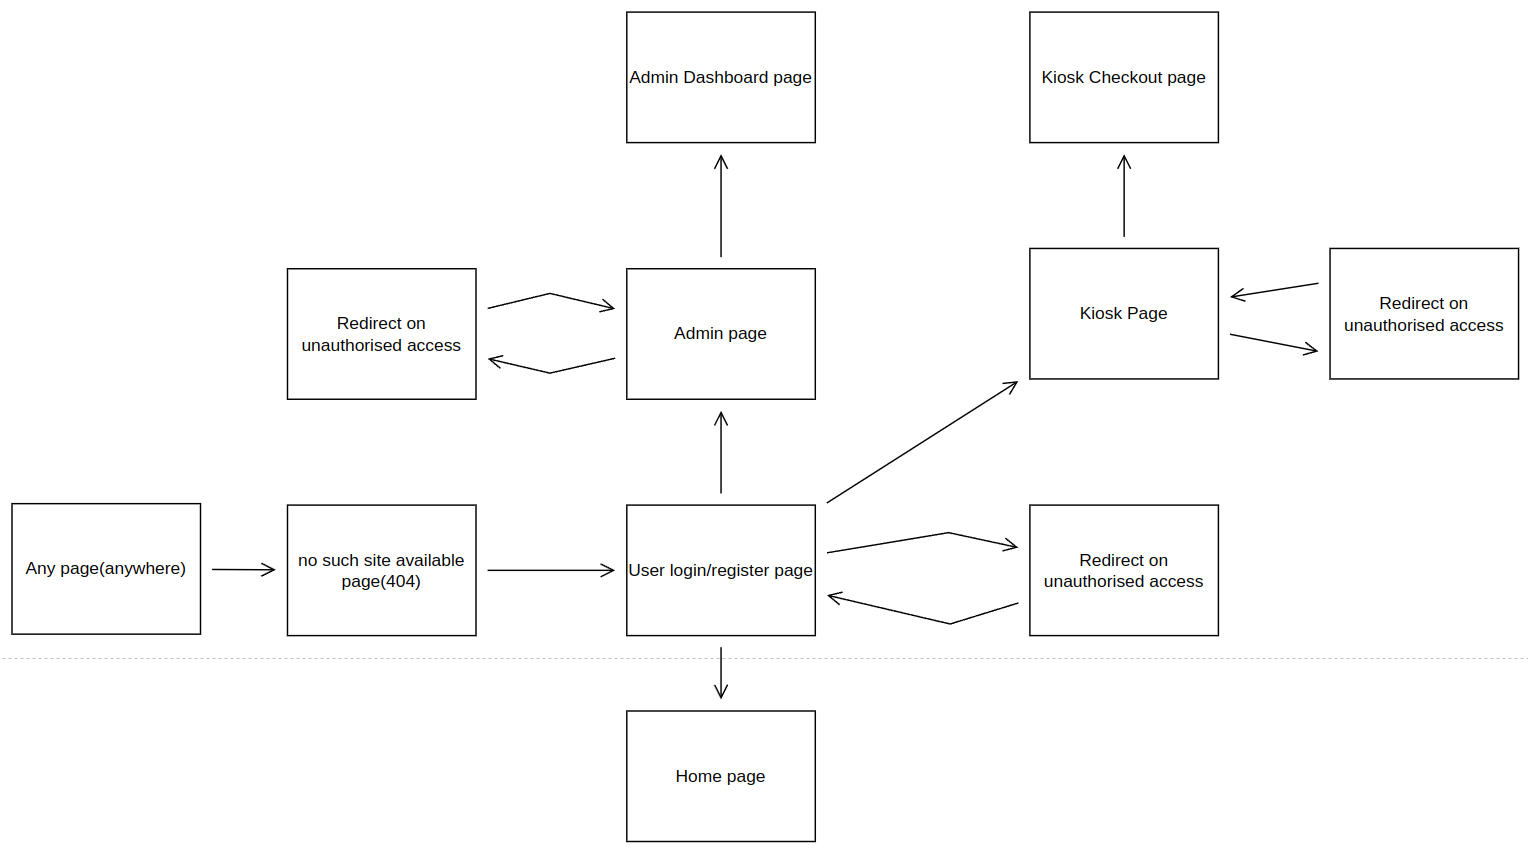 Admin Dashboard page
Kiosk Checkout page
Redirect on
unauthorised access
Admin page
Kiosk Page
Redirect on
unauthorised access
Any page(anywhere)
no such site available
page(404)
User login/register page
Redirect on
unauthorised access
Home page